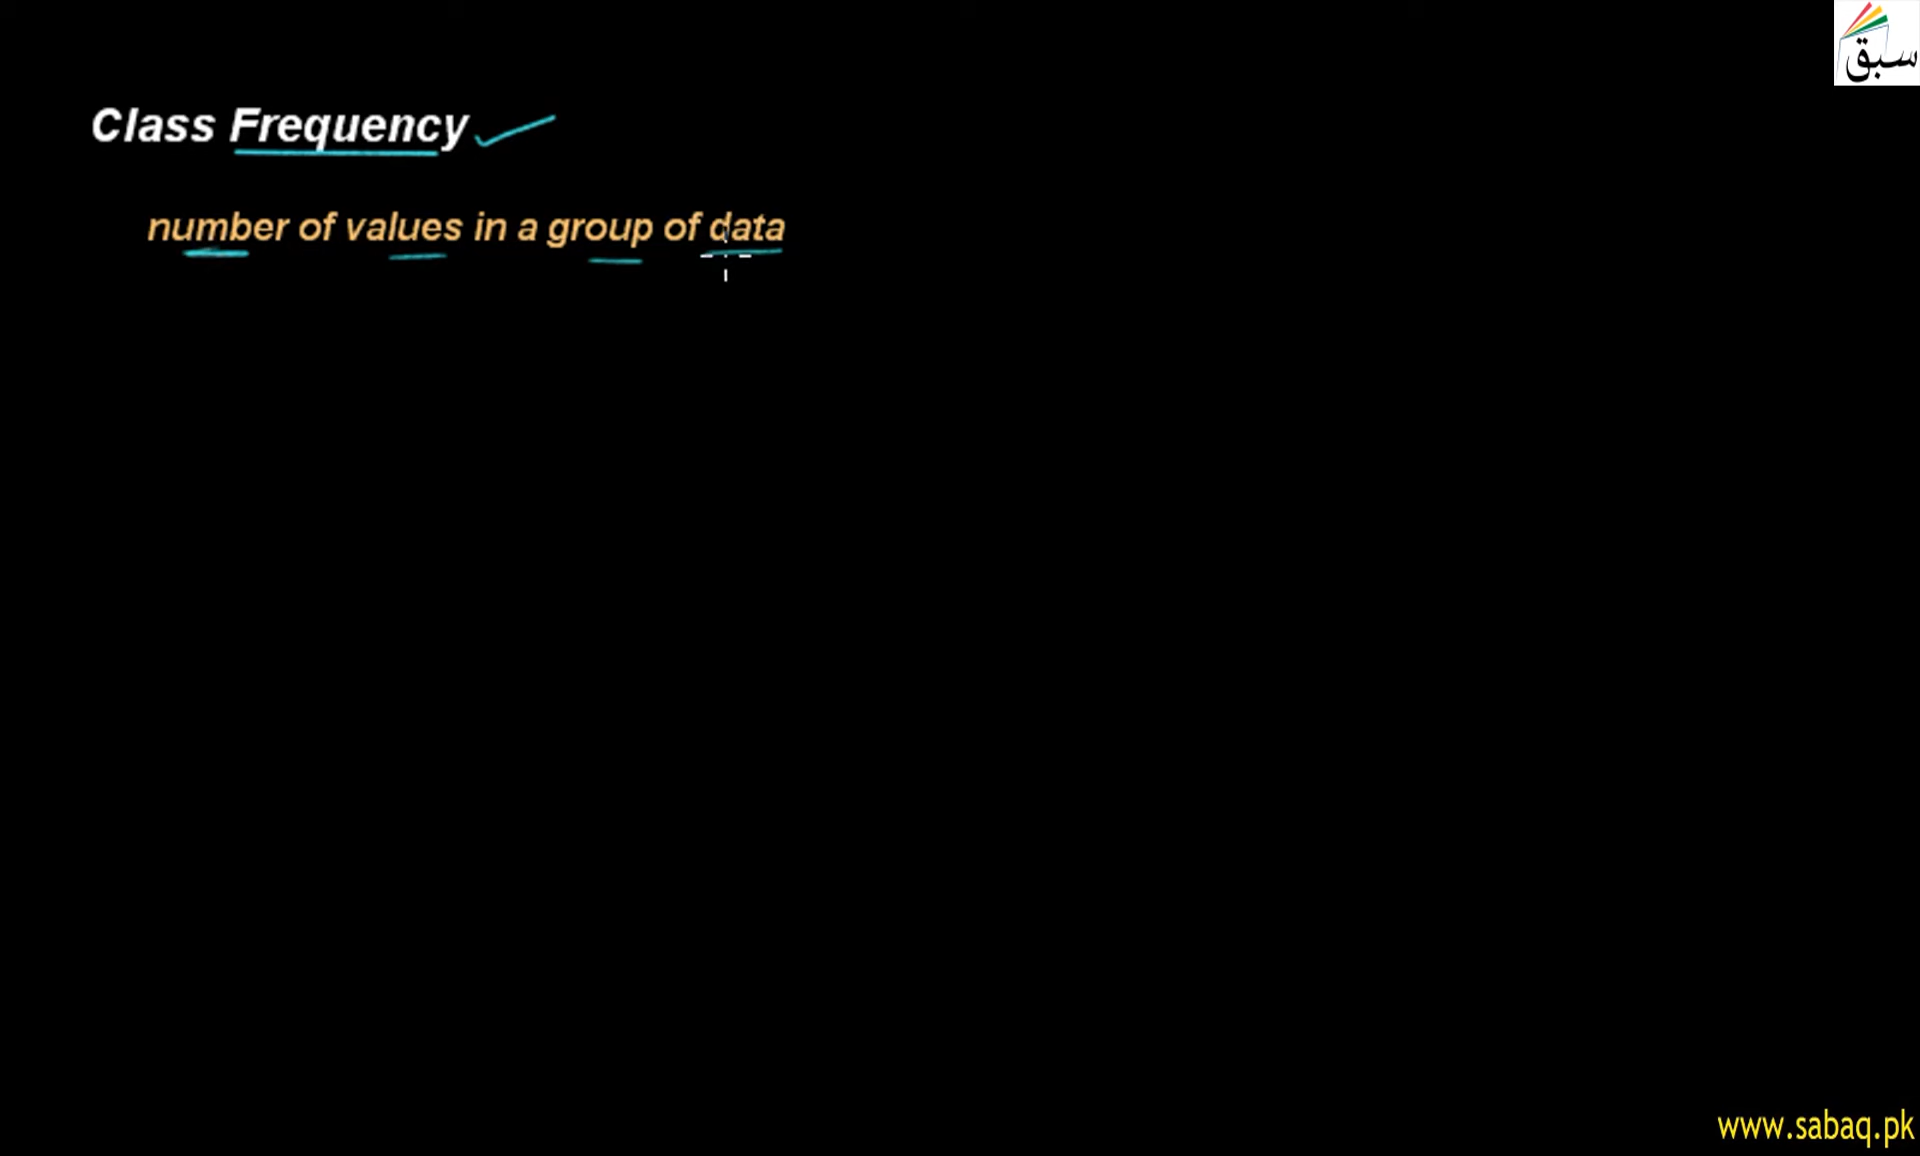 سبق
Class Frequency
number of values in a group of data
www.sabaq.pk